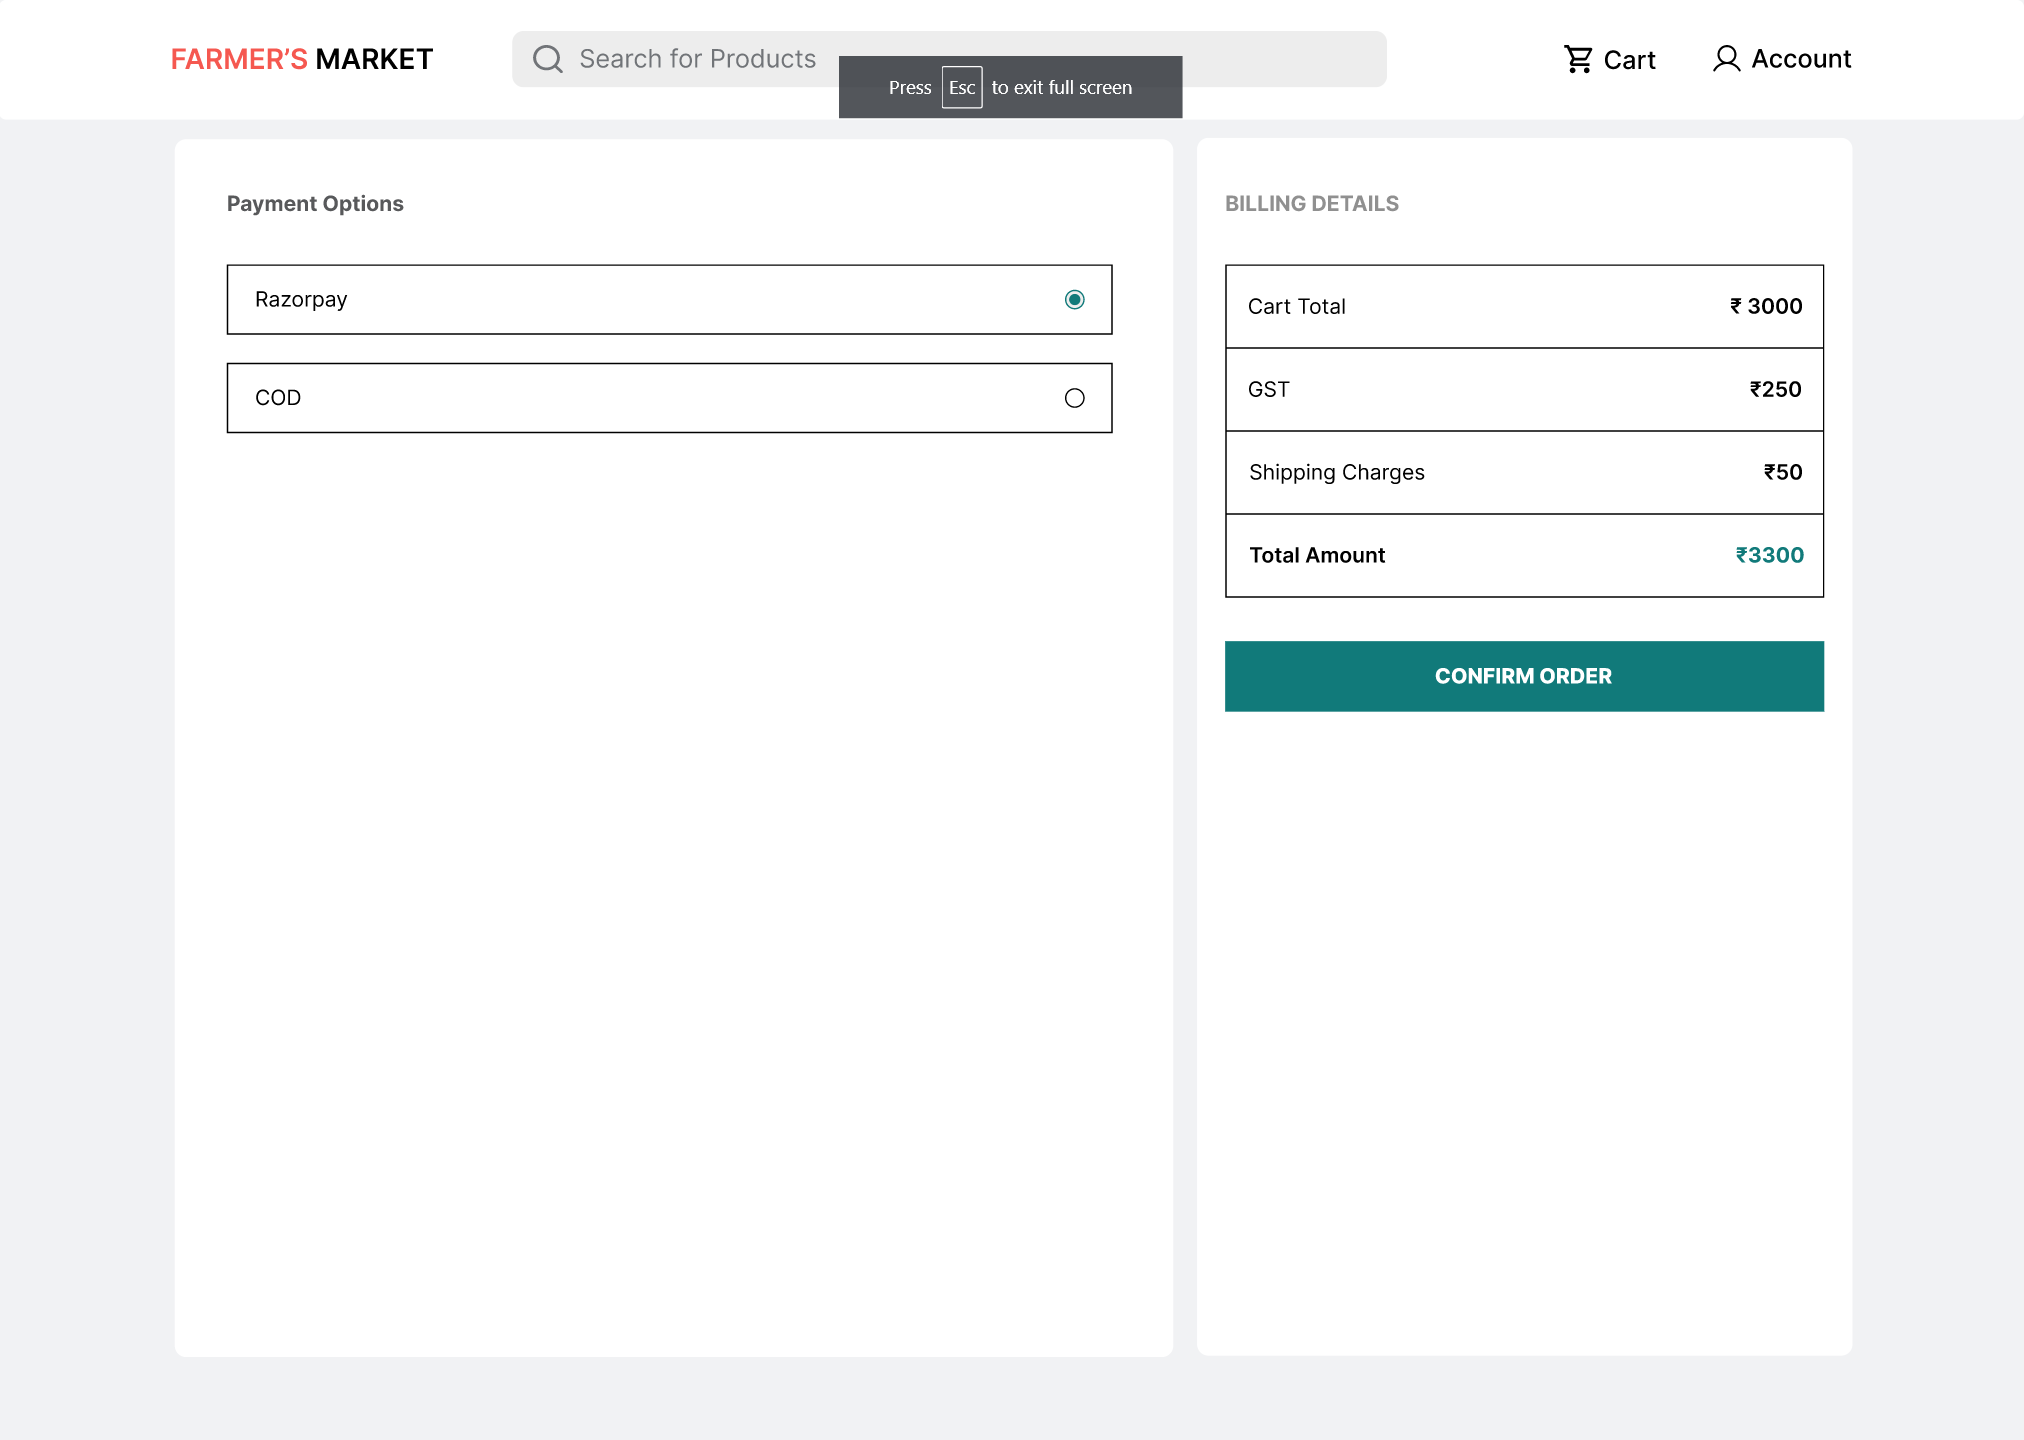 FARMER’S MARKET
Search for Products
Cart
Account
Press Esc to exit full screen
Payment Options
Razorpay
COD
BILLING DETAILS
Cart Total ₹ 3000
GST ₹250
Shipping Charges ₹50
Total Amount ₹3300
CONFIRM ORDER